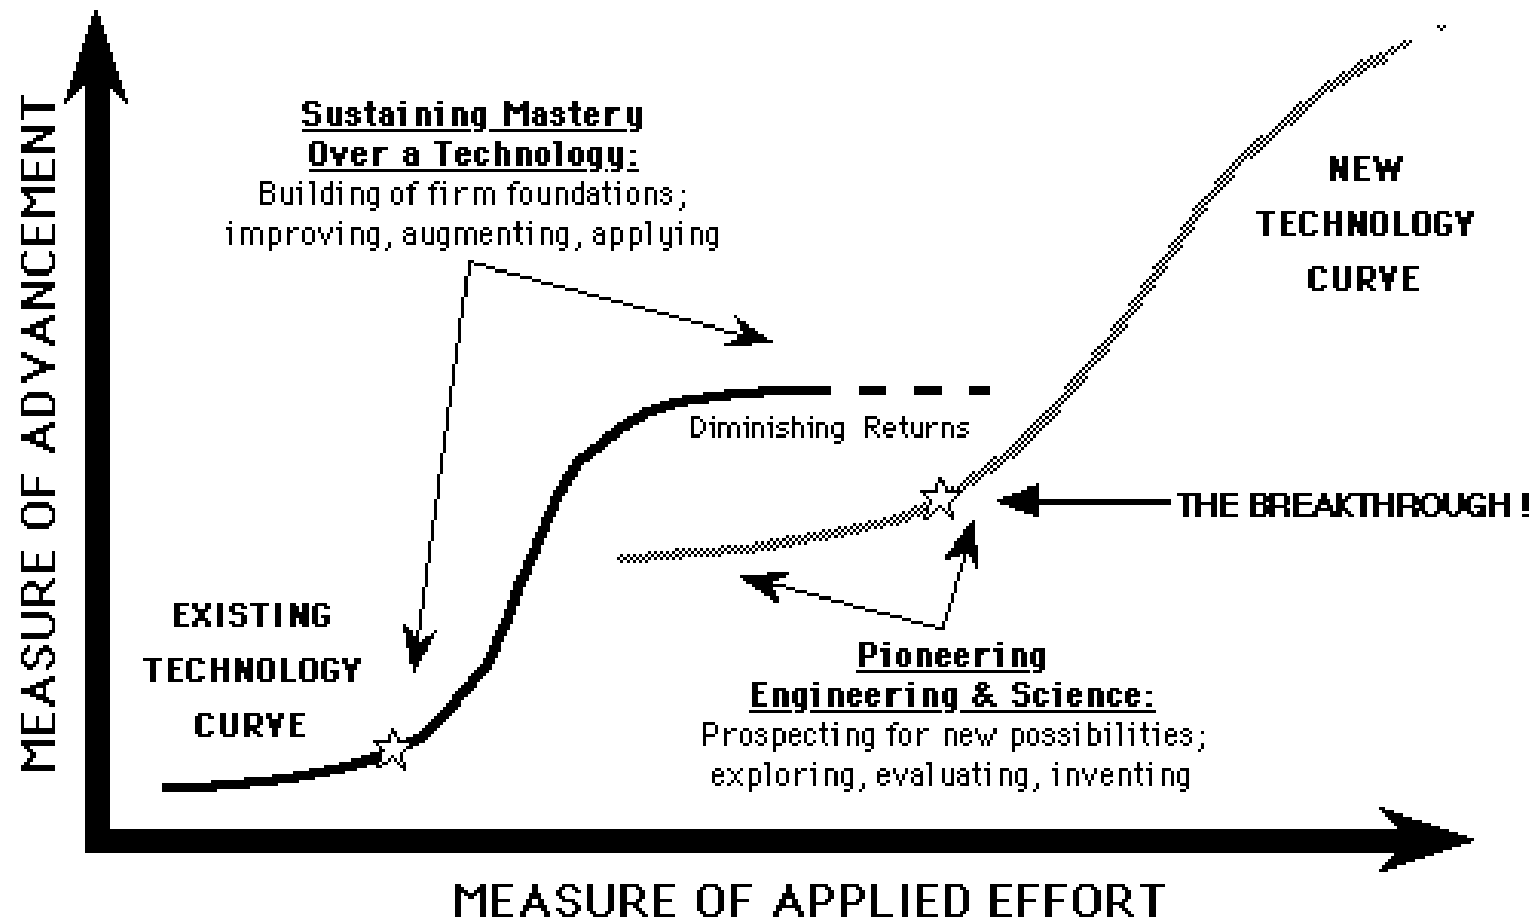 MEASURE OF ADVANCEMENT
Sustaining Mastery
Over a Technology:
Building of firm foundations;
improving, augmenting, applying
NEW
TECHNOLOGY
CURVE
Diminishing Returns
THE BREAKTHROUGH !
EXISTING
TECHNOLOGY
CURVE
Pioneering
Engineering & Science:
Prospecting for new possibilities;
exploring, evaluating, inventing
MEASURE OF APPLIED EFFORT